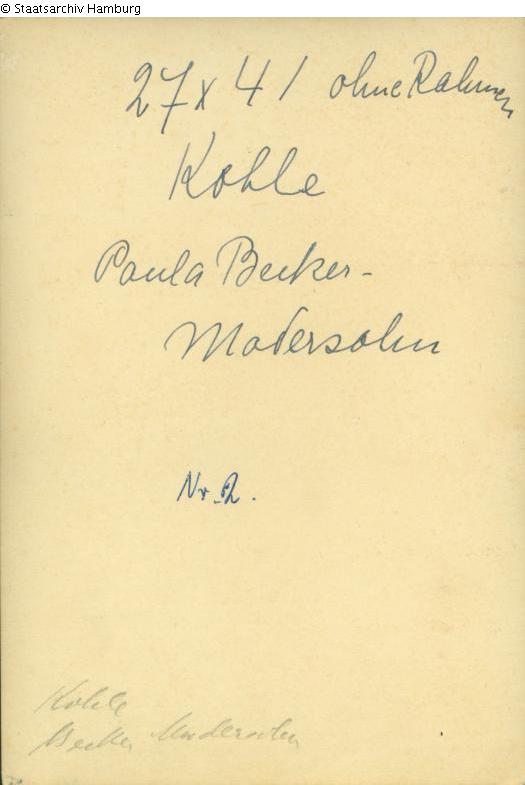 © Staatsarchiv Hamburg
27 x 41 ohne Rahmen
Kohle
Paula Becker-
Modersohn
Nr. 2.
Kohle
Becker Modersohn